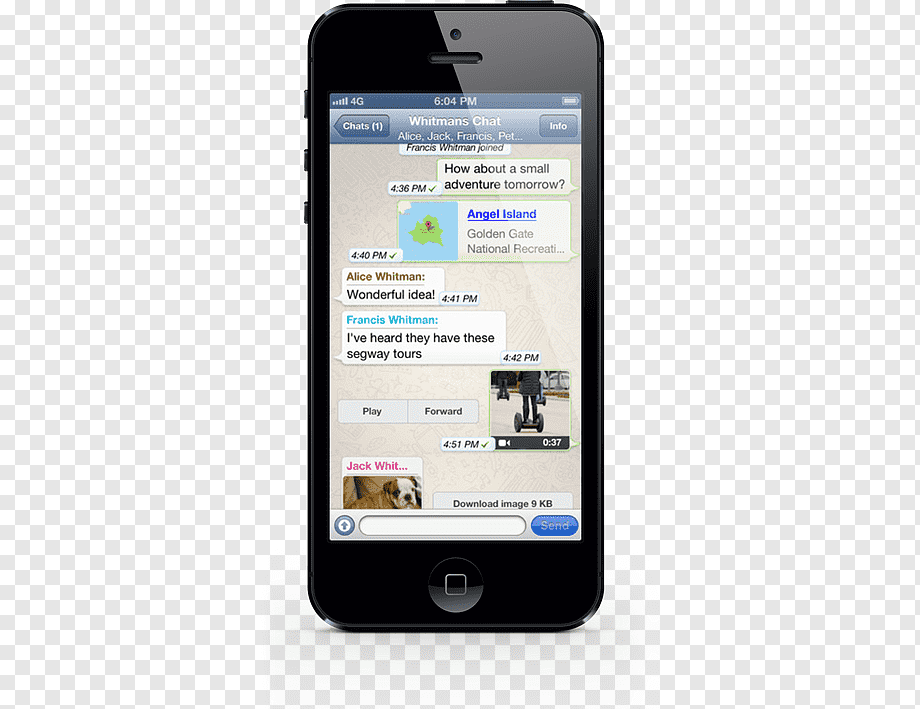 4G 6:04 PM
Chats (1) Whitmans Chat Info
Alice, Jack, Francis, Pet...
Francis Whitman joined
How about a small
adventure tomorrow?
4:36 PM
Angel Island
Golden Gate
National Recreati...
4:40 PM
Alice Whitman:
Wonderful idea!
4:41 PM
Francis Whitman:
I've heard they have these
segway tours
4:42 PM
Play Forward
4:51 PM 0:37
Jack Whit...
Download image 9 KB
Send